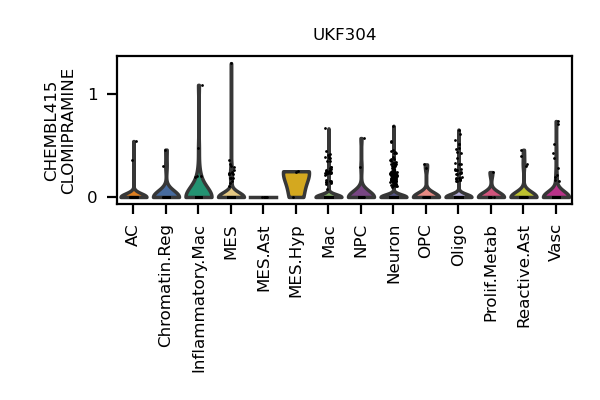 UKF304
CHEMBL415
CLOMIPRAMINE
1
0
AC
Chromatin.Reg
Inflammatory.Mac
MES
MES.Ast
MES.Hyp
Mac
NPC
Neuron
OPC
Oligo
Prolif.Metab
Reactive.Ast
Vasc